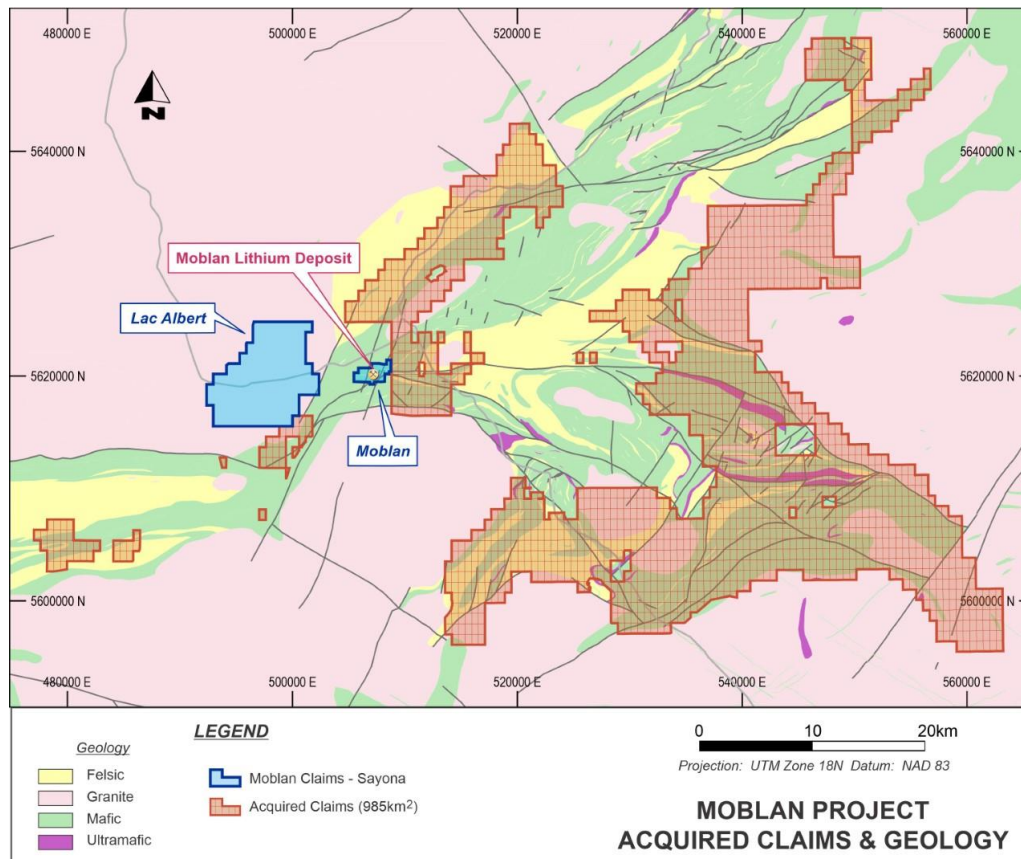 480000 E
500000 E
520000 E
540000 E
560000 E
N
5640000 N
5640000 N
Moblan Lithium Deposit
Lac Albert
5620000 N
5620000 N
Moblan
5600000 N
5600000 N
480000 E
500000 E
520000 E
540000 E
560000 E
LEGEND
Geology
Felsic
Granite
Mafic
Ultramafic
Moblan Claims - Sayona
Acquired Claims (985km²)
0 10 20km
Projection: UTM Zone 18N Datum: NAD 83
MOBLAN PROJECT
ACQUIRED CLAIMS & GEOLOGY